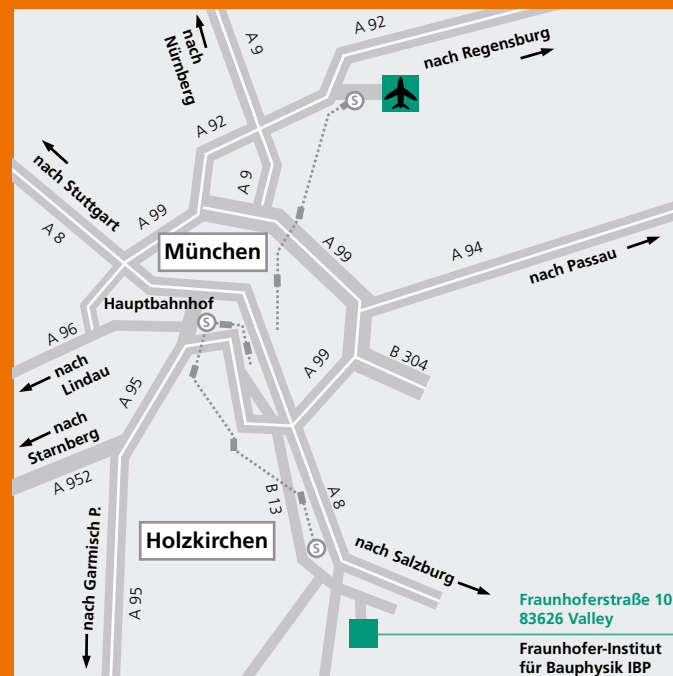 A 92
nach Regensburg
nach
Nürnberg
A 9
S
A 92
nach Stuttgart
A 9
A 99
A 8
München
A 99
A 94
nach Passau
Hauptbahnhof
S
A 96
nach
Lindau
A 95
A 99
B 304
nach
Starnberg
A 952
B 13
A 8
Holzkirchen
S
nach Salzburg
nach Garmisch P.
A 95
Fraunhoferstraße 10
83626 Valley
Fraunhofer-Institut
für Bauphysik IBP